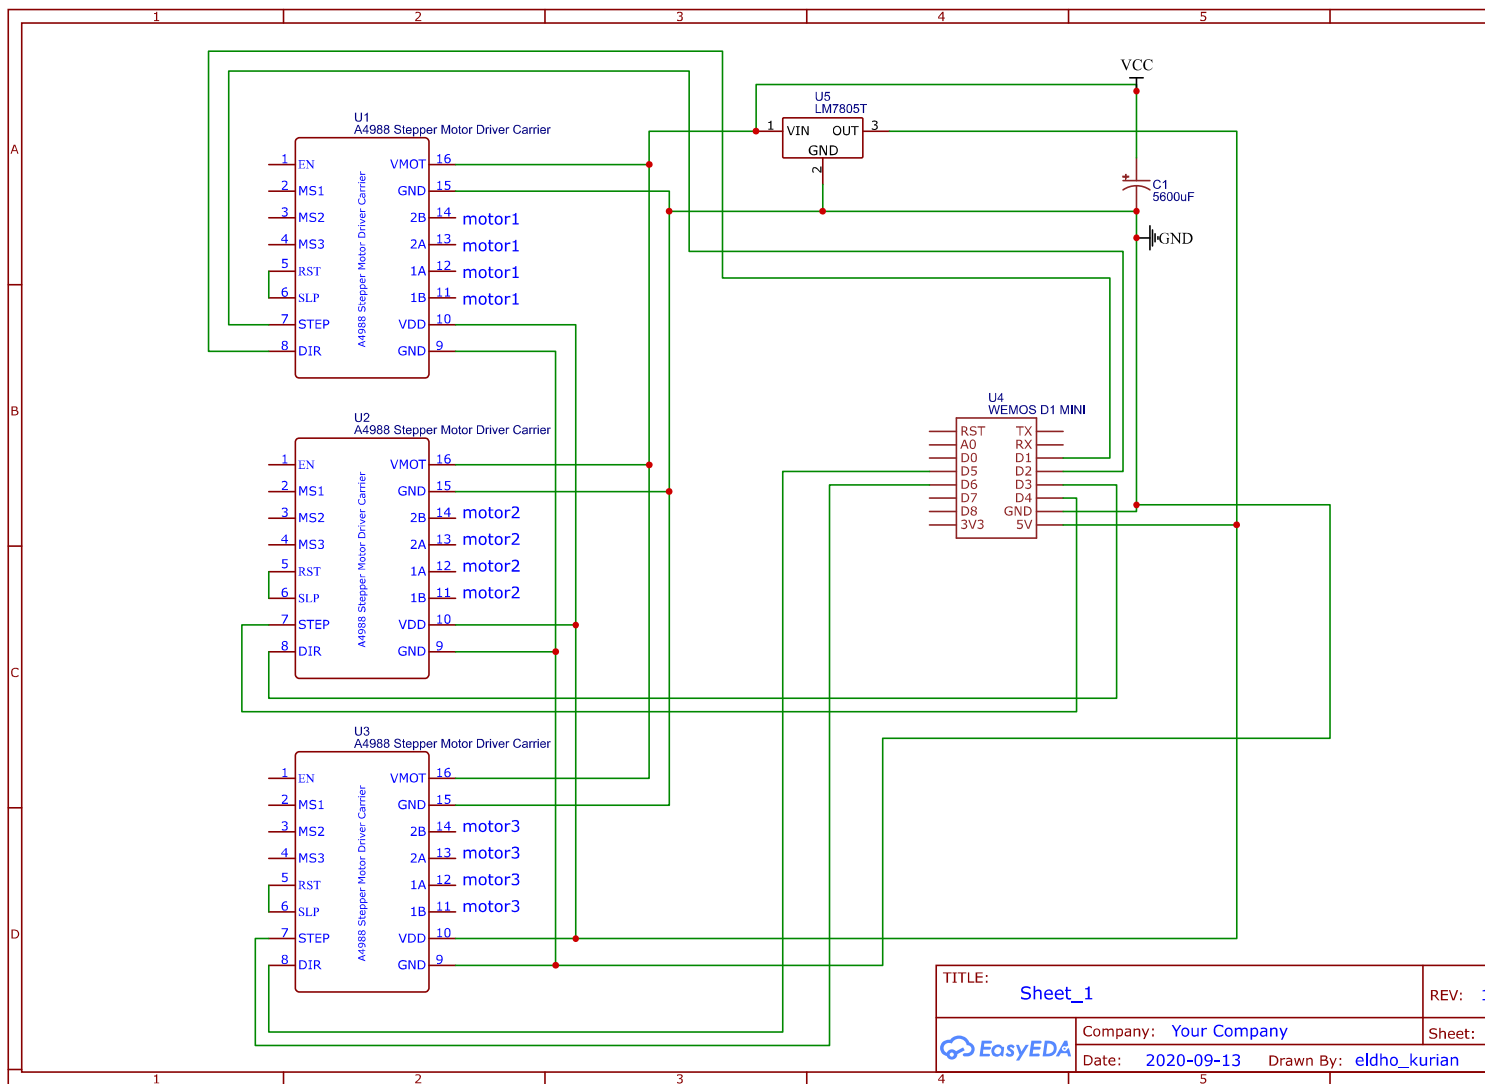 1 2 3 4 5
A
B
C
D
VCC
U5
LM7805T
1 VIN OUT 3
GND
2
C1
5600uF
GND
U1
A4988 Stepper Motor Driver Carrier
A4988 Stepper Motor Driver Carrier
1 EN VMOT 16
2 MS1 GND 15
3 MS2 2B 14 motor1
4 MS3 2A 13 motor1
5 RST 1A 12 motor1
6 SLP 1B 11 motor1
7 STEP VDD 10
8 DIR GND 9
U4
WEMOS D1 MINI
RST TX
A0 RX
D0 D1
D5 D2
D6 D3
D7 D4
D8 GND
3V3 5V
U2
A4988 Stepper Motor Driver Carrier
A4988 Stepper Motor Driver Carrier
1 EN VMOT 16
2 MS1 GND 15
3 MS2 2B 14 motor2
4 MS3 2A 13 motor2
5 RST 1A 12 motor2
6 SLP 1B 11 motor2
7 STEP VDD 10
8 DIR GND 9
U3
A4988 Stepper Motor Driver Carrier
A4988 Stepper Motor Driver Carrier
1 EN VMOT 16
2 MS1 GND 15
3 MS2 2B 14 motor3
4 MS3 2A 13 motor3
5 RST 1A 12 motor3
6 SLP 1B 11 motor3
7 STEP VDD 10
8 DIR GND 9
TITLE:
Sheet_1
REV:
EasyEDA
Company: Your Company
Sheet:
Date: 2020-09-13 Drawn By: eldho_kurian
1 2 3 4 5